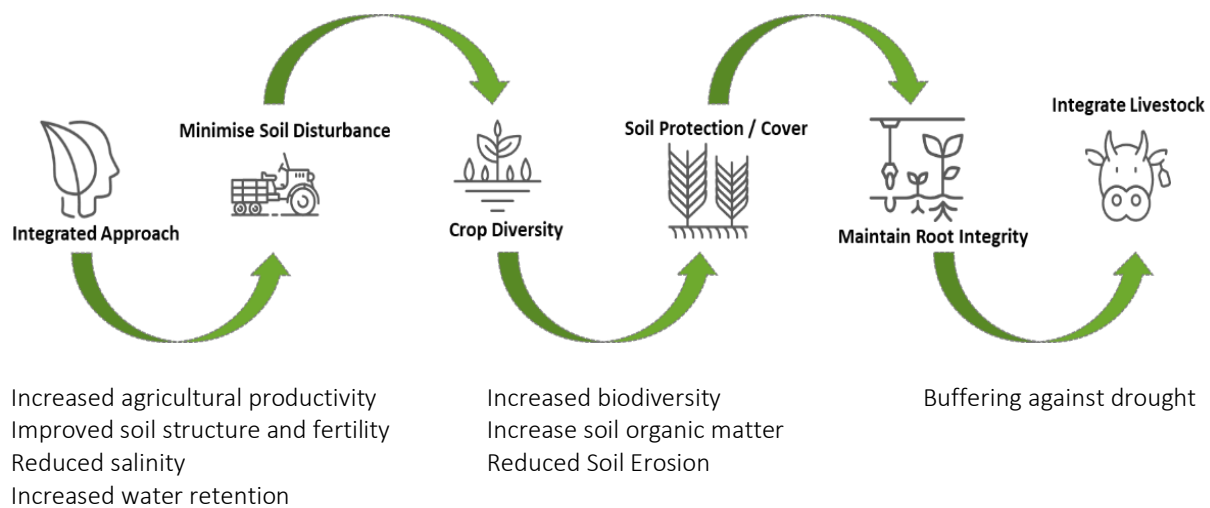 Integrated Approach
Minimise Soil Disturbance
Crop Diversity
Soil Protection / Cover
Maintain Root Integrity
Integrate Livestock
Increased agricultural productivity
Improved soil structure and fertility
Reduced salinity
Increased water retention
Increased biodiversity
Increase soil organic matter
Reduced Soil Erosion
Buffering against drought